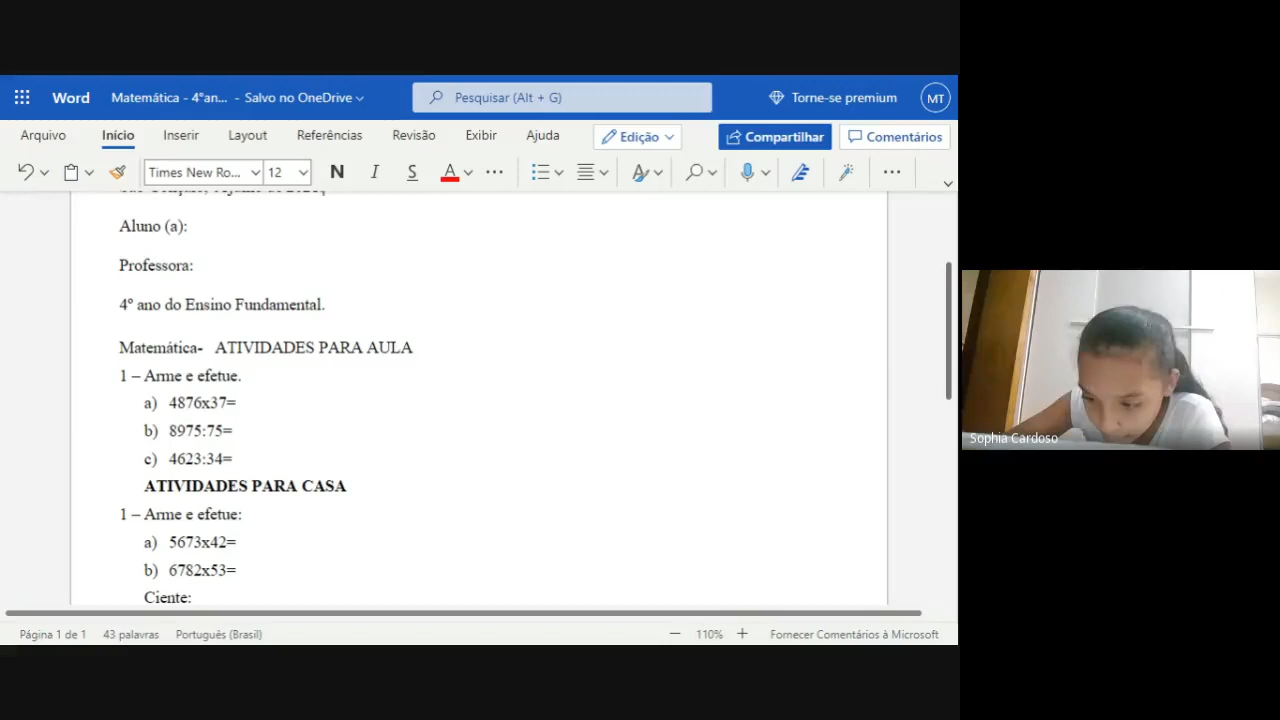 Word Matemática - 4°an... - Salvo no OneDrive Pesquisar (Alt + G) Torne-se premium MT
Arquivo Início Inserir Layout Referências Revisão Exibir Ajuda Edição Compartilhar Comentários
Times New Ro... 12 N I S A
Aluno (a):
Professora:
4º ano do Ensino Fundamental.
Matemática- ATIVIDADES PARA AULA
1 – Arme e efetue.
a) 4876x37=
b) 8975:75=
c) 4623:34=
ATIVIDADES PARA CASA
1 – Arme e efetue:
a) 5673x42=
b) 6782x53=
Ciente:
Página 1 de 1 43 palavras Português (Brasil) 110% Fornecer Comentários à Microsoft
Sophia Cardoso